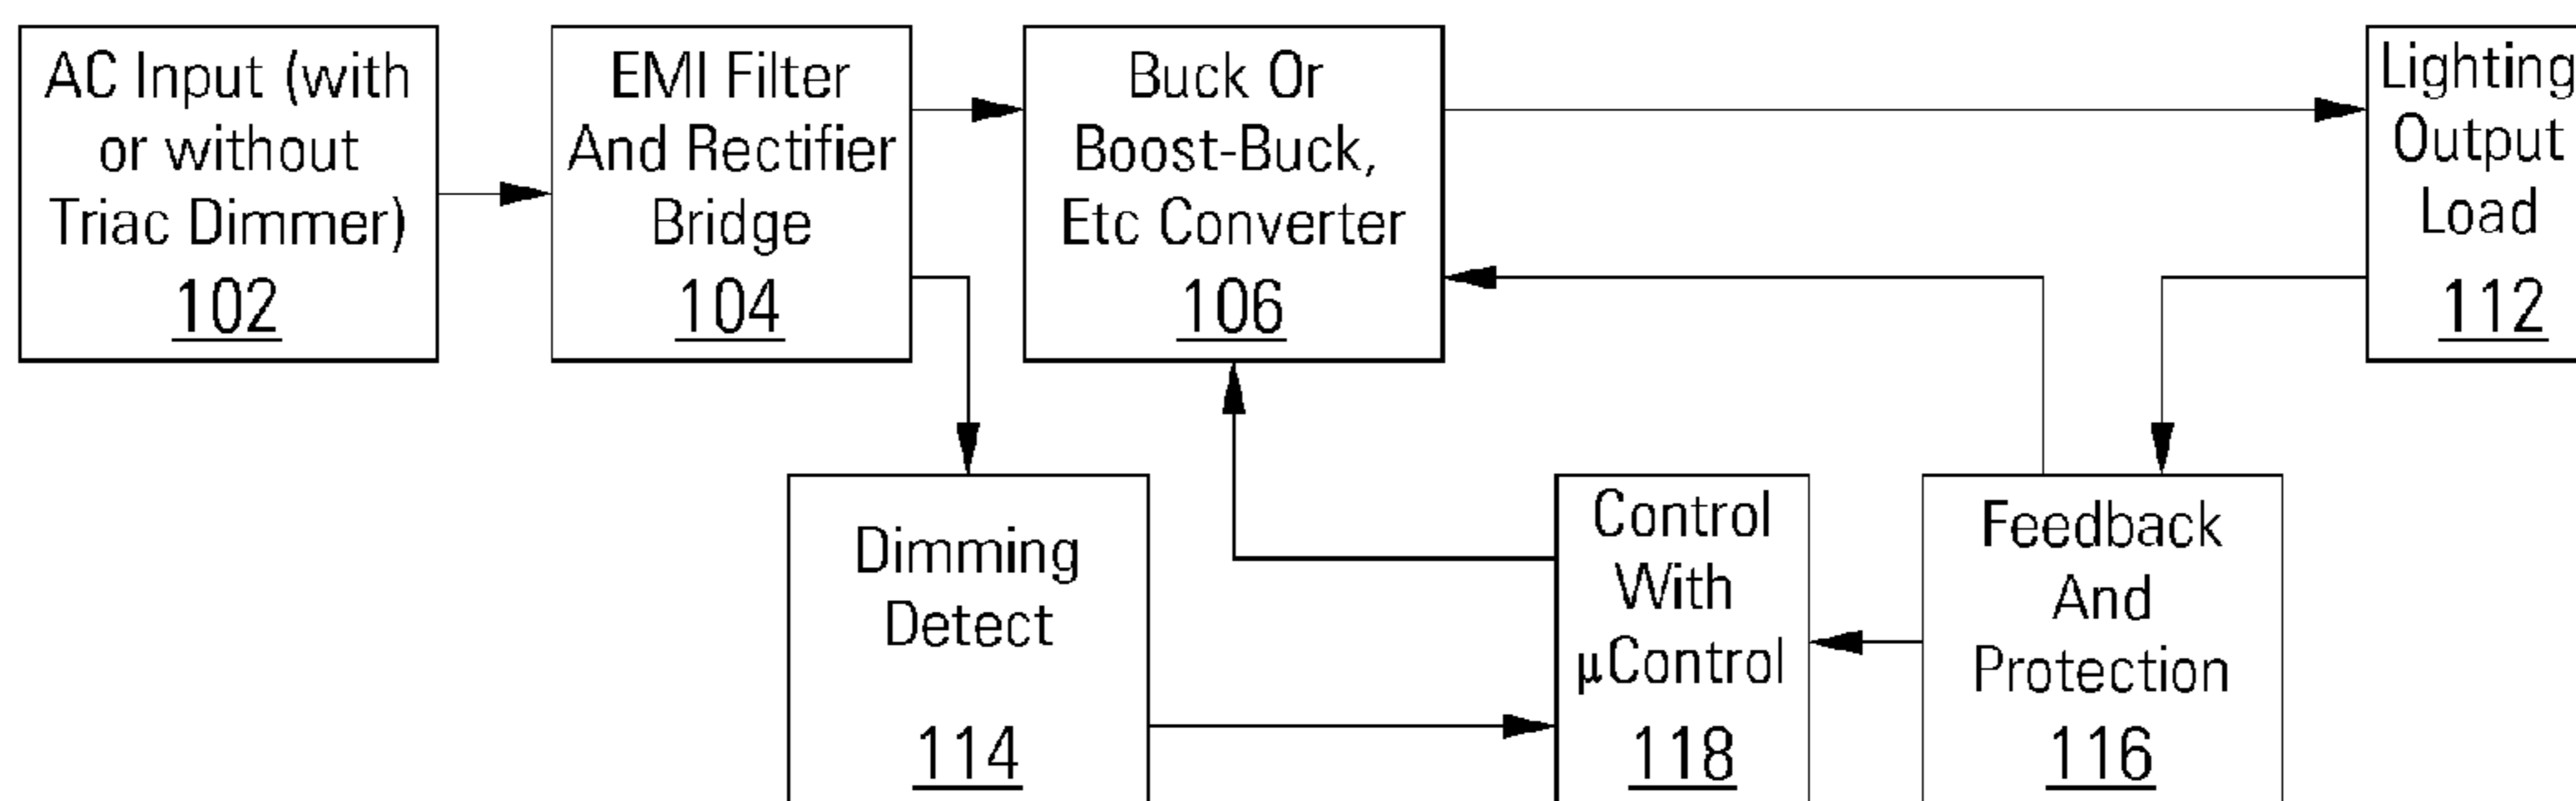 AC Input (with
or without
Triac Dimmer)
102
EMI Filter
And Rectifier
Bridge
104
Buck Or
Boost-Buck,
Etc Converter
106
Lighting
Output
Load
112
Dimming
Detect
114
Control
With
µControl
118
Feedback
And
Protection
116